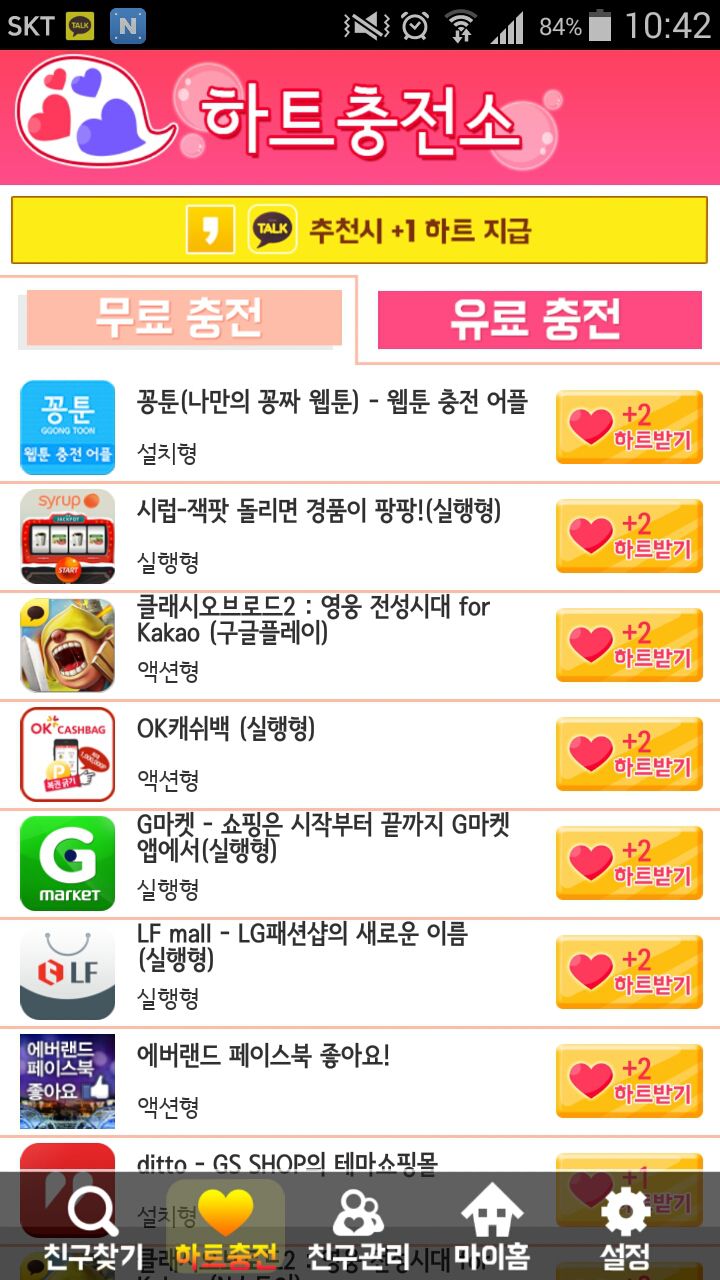 SKT TALK N 84% 10:42
하트충전소
TALK 추천시 +1 하트 지급
무료 충전 유료 충전
꽁툰
GGONG TOON
웹툰 충전 어플
꽁툰(나만의 꽁짜 웹툰) - 웹툰 충전 어플
설치형
+2
하트받기
syrup
JACKPOT
START
시럽-잭팟 돌리면 경품이 팡팡!(실행형)
실행형
+2
하트받기
클래시오브로드2 : 영웅 전성시대 for
Kakao (구글플레이)
액션형
+2
하트받기
OK CASHBAG
복권 긁기
OK캐쉬백 (실행형)
액션형
+2
하트받기
G
market
G마켓 - 쇼핑은 시작부터 끝까지 G마켓
앱에서(실행형)
실행형
+2
하트받기
LF
LF mall - LG패션샵의 새로운 이름
(실행형)
실행형
+2
하트받기
에버랜드
페이스북
좋아요
에버랜드 페이스북 좋아요!
액션형
+2
하트받기
ditto - GS SHOP의 테마쇼핑몰
설치형
+1
하트받기
친구찾기 하트충전 친구관리 마이홈 설정